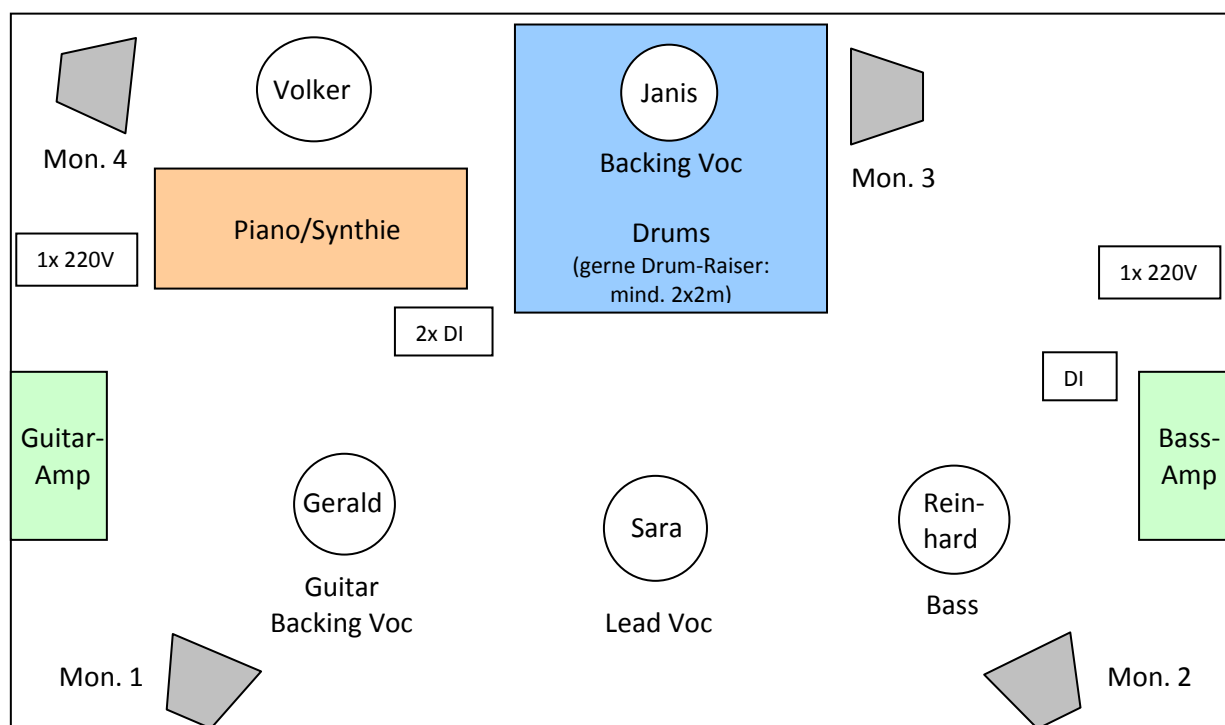 Volker
Janis
Mon. 4
Backing Voc
Mon. 3
Piano/Synthie
Drums
(gerne Drum-Raiser:
mind. 2x2m)
1x 220V
1x 220V
2x DI
DI
Guitar-
Amp
Bass-
Amp
Gerald
Sara
Rein-
hard
Guitar
Backing Voc
Lead Voc
Bass
Mon. 1
Mon. 2